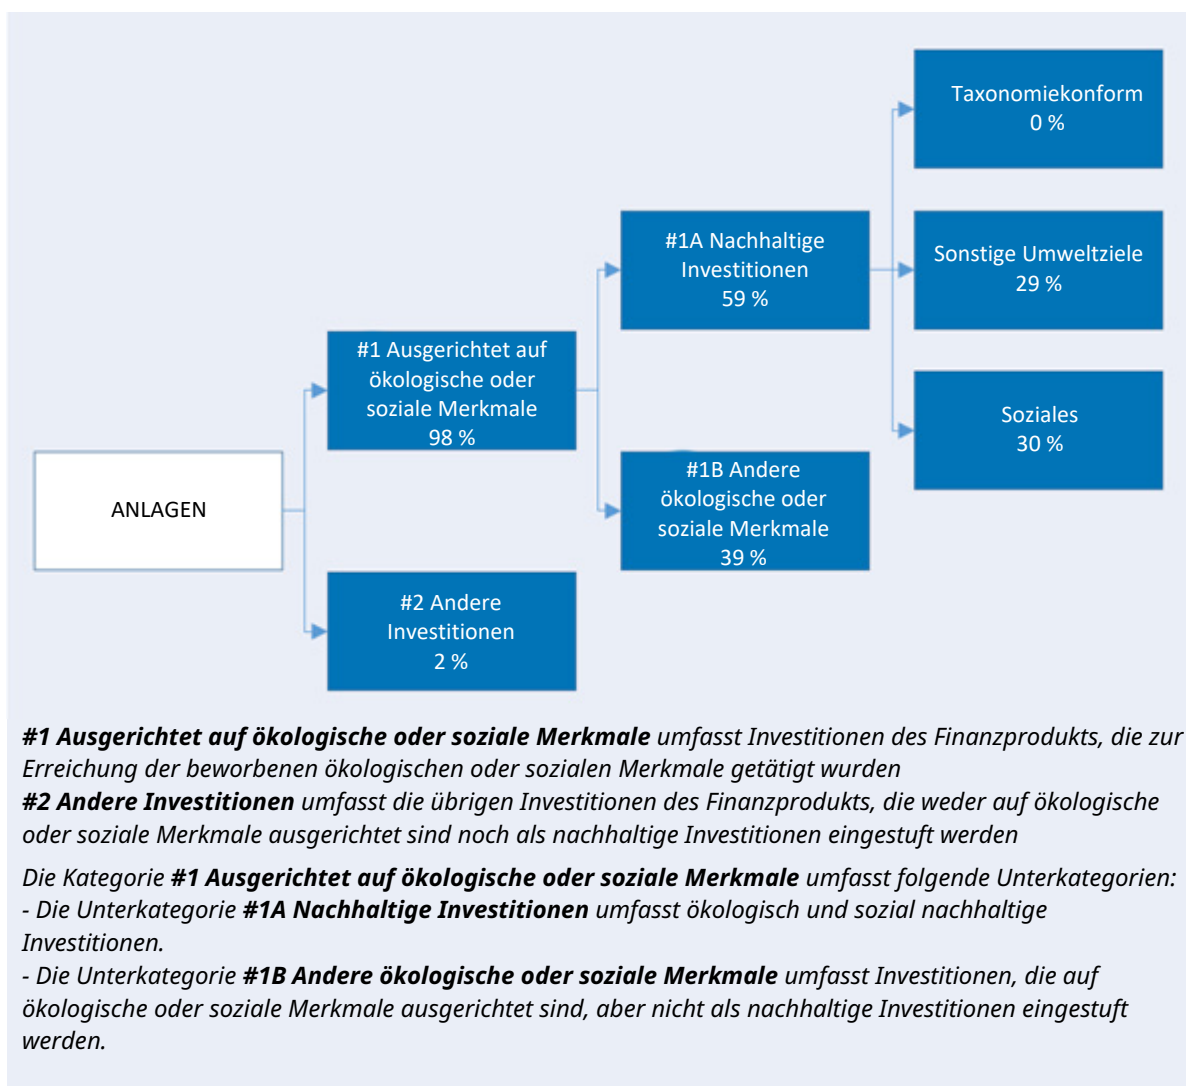 Taxonomiekonform
0 %
#1A Nachhaltige
Investitionen
59 %
Sonstige Umweltziele
29 %
#1 Ausgerichtet auf
ökologische oder
soziale Merkmale
98 %
Soziales
30 %
#1B Andere
ökologische oder
soziale Merkmale
39 %
ANLAGEN
#2 Andere
Investitionen
2 %
#1 Ausgerichtet auf ökologische oder soziale Merkmale umfasst Investitionen des Finanzprodukts, die zur
Erreichung der beworbenen ökologischen oder sozialen Merkmale getätigt wurden
#2 Andere Investitionen umfasst die übrigen Investitionen des Finanzprodukts, die weder auf ökologische
oder soziale Merkmale ausgerichtet sind noch als nachhaltige Investitionen eingestuft werden
Die Kategorie #1 Ausgerichtet auf ökologische oder soziale Merkmale umfasst folgende Unterkategorien:
- Die Unterkategorie #1A Nachhaltige Investitionen umfasst ökologisch und sozial nachhaltige
Investitionen.
- Die Unterkategorie #1B Andere ökologische oder soziale Merkmale umfasst Investitionen, die auf
ökologische oder soziale Merkmale ausgerichtet sind, aber nicht als nachhaltige Investitionen eingestuft
werden.